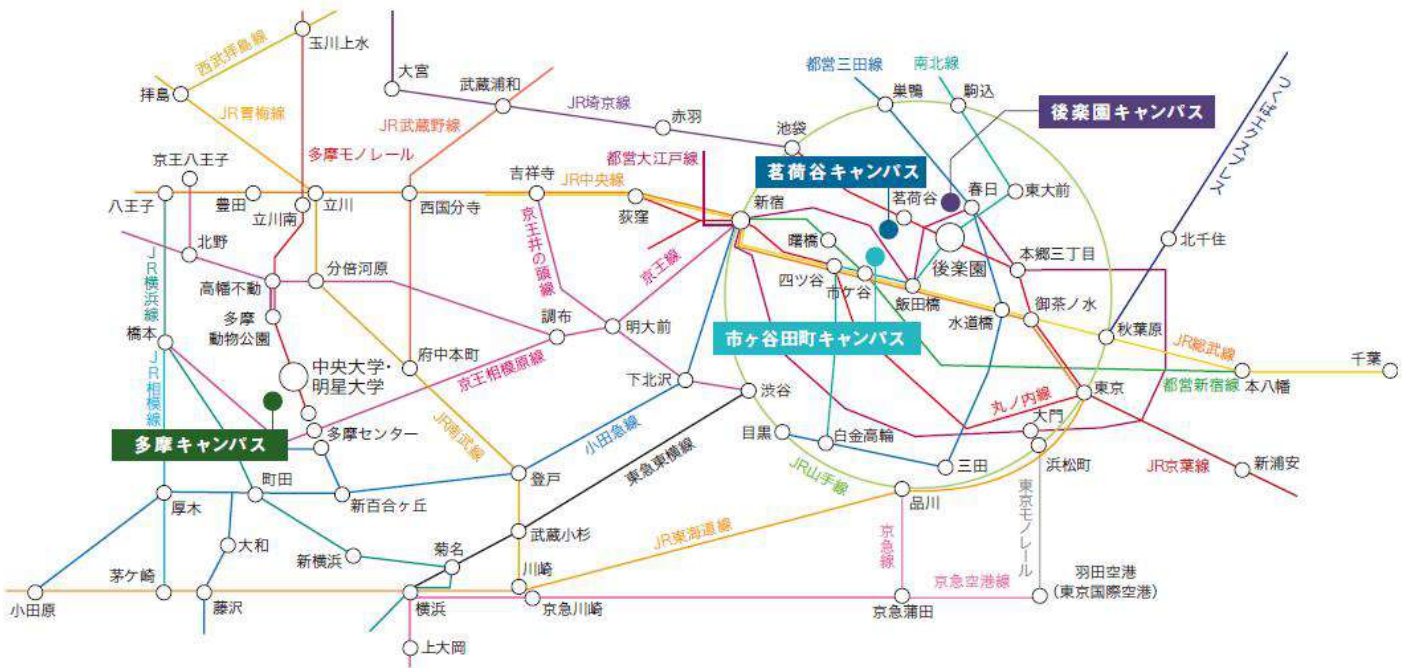 玉川上水
西武拝島線
大宮
都営三田線
南北線
つくばエクスプレス
拝島
武蔵浦和
巣鴨
駒込
JR青梅線
JR埼京線
赤羽
後楽園キャンパス
JR武蔵野線
池袋
京王八王子
多摩モノレール
吉祥寺
都営大江戸線
茗荷谷キャンパス
JR中央線
八王子
豊田
立川南
立川
西国分寺
荻窪
新宿
茗荷谷
春日
東大前
北野
京王井の頭線
京王線
曙橋
後楽園
本郷三丁目
北千住
JR横浜線
高幡不動
分倍河原
四ツ谷
市ケ谷
飯田橋
御茶ノ水
多摩
動物公園
調布
明大前
水道橋
秋葉原
橋本
市ヶ谷田町キャンパス
JR総武線
千葉
中央大学・
明星大学
府中本町
京王相模原線
下北沢
渋谷
都営新宿線
本八幡
JR相模線
丸ノ内線
東京
大門
多摩キャンパス
多摩センター
JR南武線
小田急線
目黒
白金高輪
浜松町
東急東横線
JR山手線
三田
JR京葉線
新浦安
厚木
町田
新百合ヶ丘
登戸
品川
東京モノレール
大和
新横浜
菊名
武蔵小杉
JR東海道線
京急線
茅ケ崎
川崎
京急空港線
羽田空港
(東京国際空港)
小田原
藤沢
横浜
京急川崎
京急蒲田
上大岡